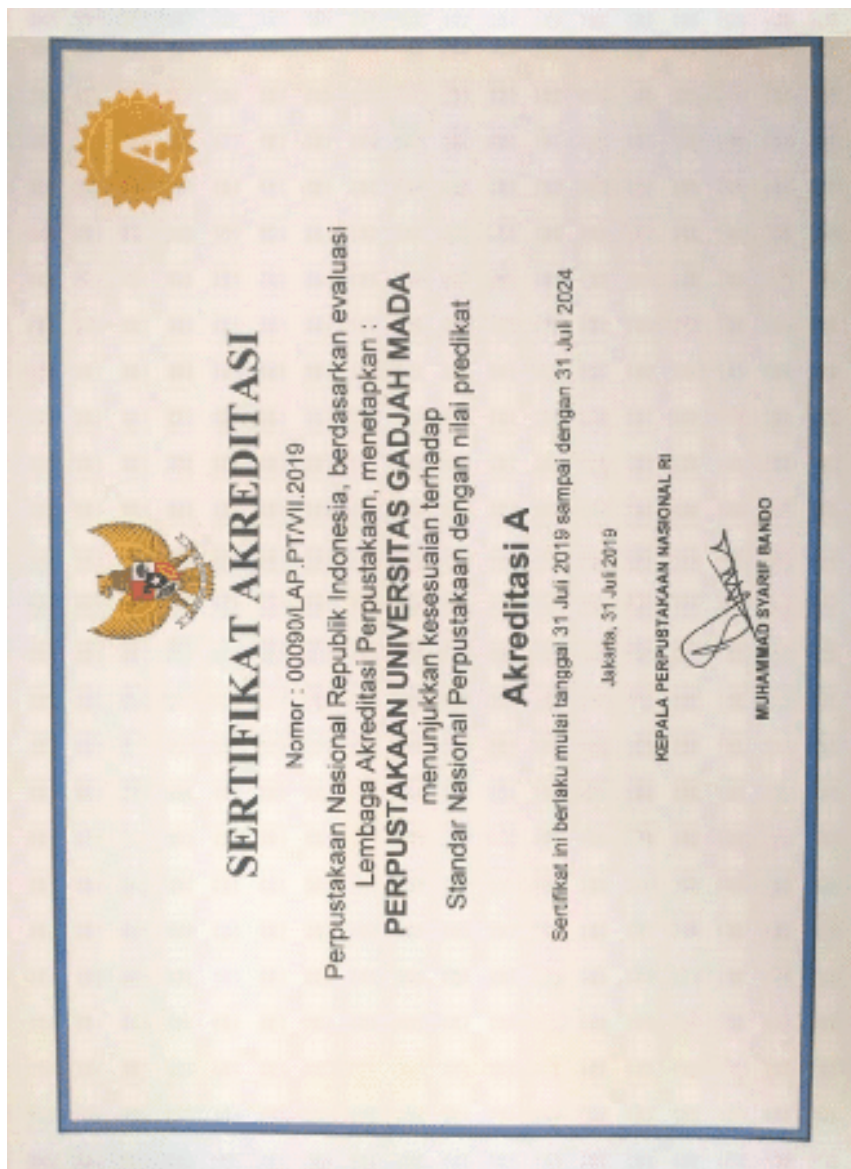 A
SERTIFIKAT AKREDITASI
Nomor : 00090/LAP.PT/VII.2019
Perpustakaan Nasional Republik Indonesia, berdasarkan evaluasi
Lembaga Akreditasi Perpustakaan, menetapkan :
PERPUSTAKAAN UNIVERSITAS GADJAH MADA
menunjukkan kesesuaian terhadap
Standar Nasional Perpustakaan dengan nilai predikat
Akreditasi A
Sertifikat ini berlaku mulai tanggal 31 Juli 2019 sampai dengan 31 Juli 2024
Jakarta, 31 Juli 2019
KEPALA PERPUSTAKAAN NASIONAL RI
MUHAMMAD SYARIF BANDO